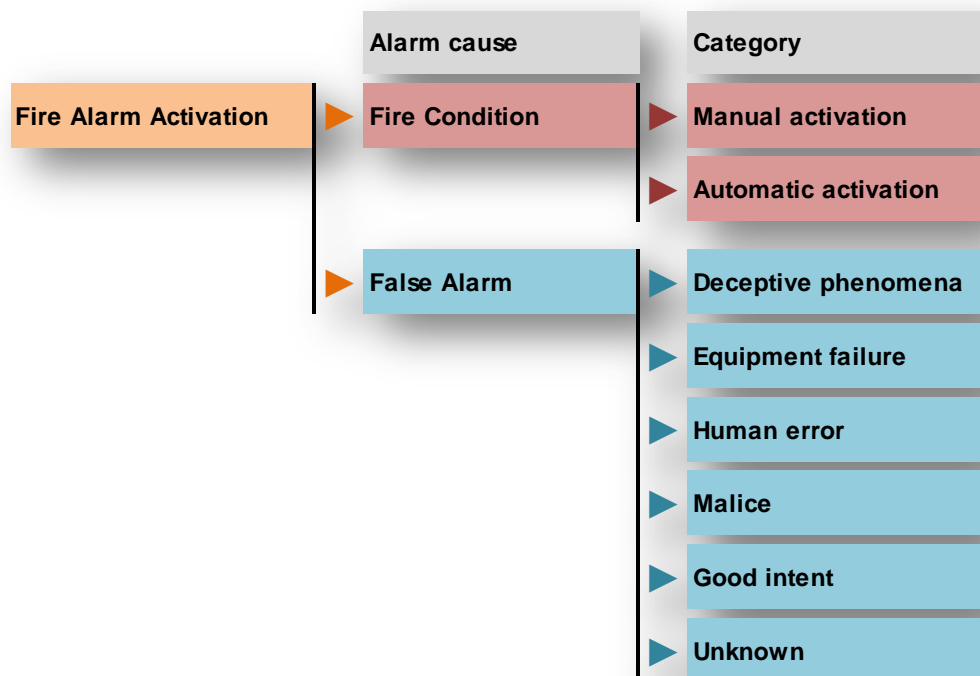 Alarm cause
Category
Fire Alarm Activation
Fire Condition
Manual activation
Automatic activation
False Alarm
Deceptive phenomena
Equipment failure
Human error
Malice
Good intent
Unknown